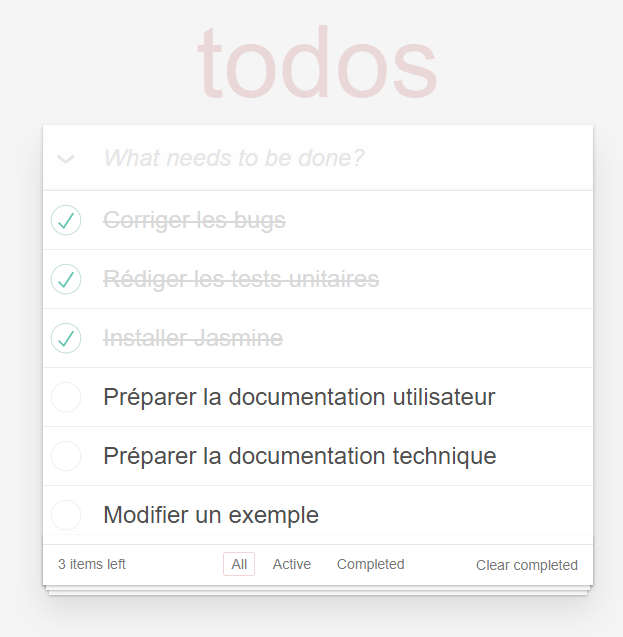 todos
What needs to be done?
Corriger les bugs
Rédiger les tests unitaires
Installer Jasmine
Préparer la documentation utilisateur
Préparer la documentation technique
Modifier un exemple
3 items left All Active Completed Clear completed